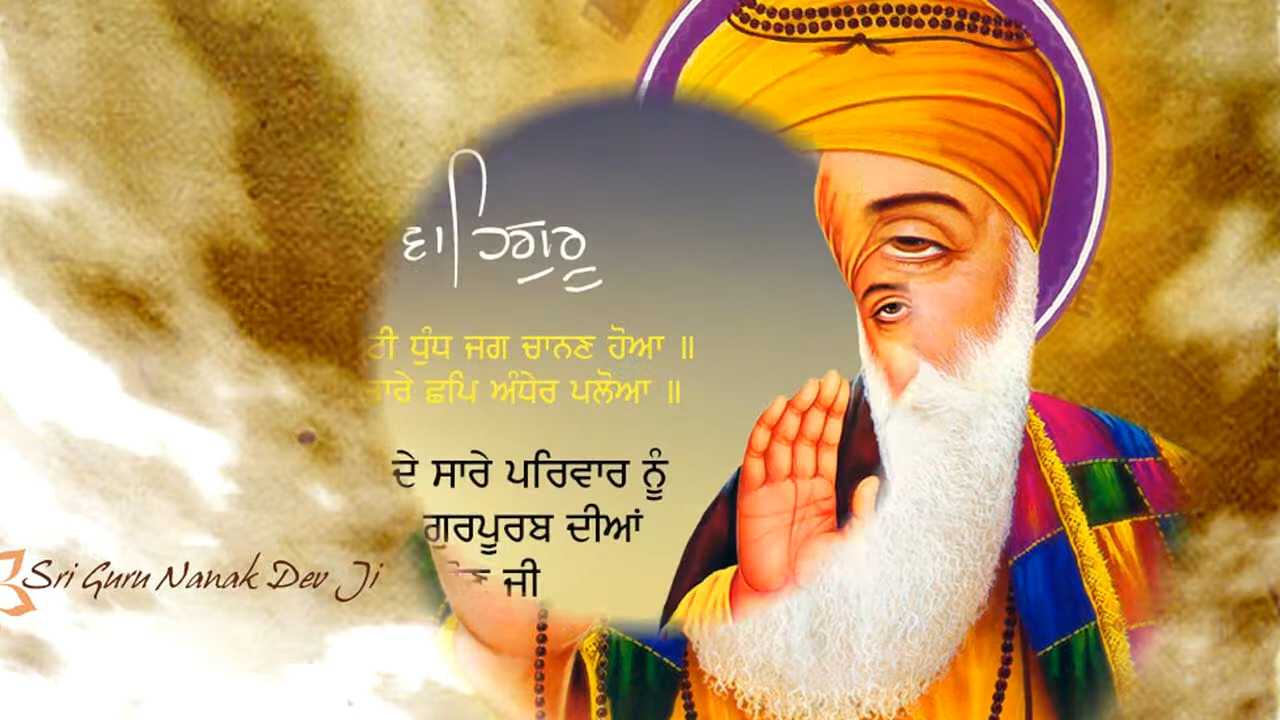 ਵਾਹਿਗੁਰੂ
ਧੁੰਧ ਜਗ ਚਾਨਣ ਹੋਆ ॥
ਛਪਿ ਅੰਧੇਰ ਪਲੋਆ ॥
ਦੇ ਸਾਰੇ ਪਰਿਵਾਰ ਨੂੰ
ਗੁਰਪੂਰਬ ਦੀਆਂ
ਜੀ
Sri Guru Nanak Dev Ji